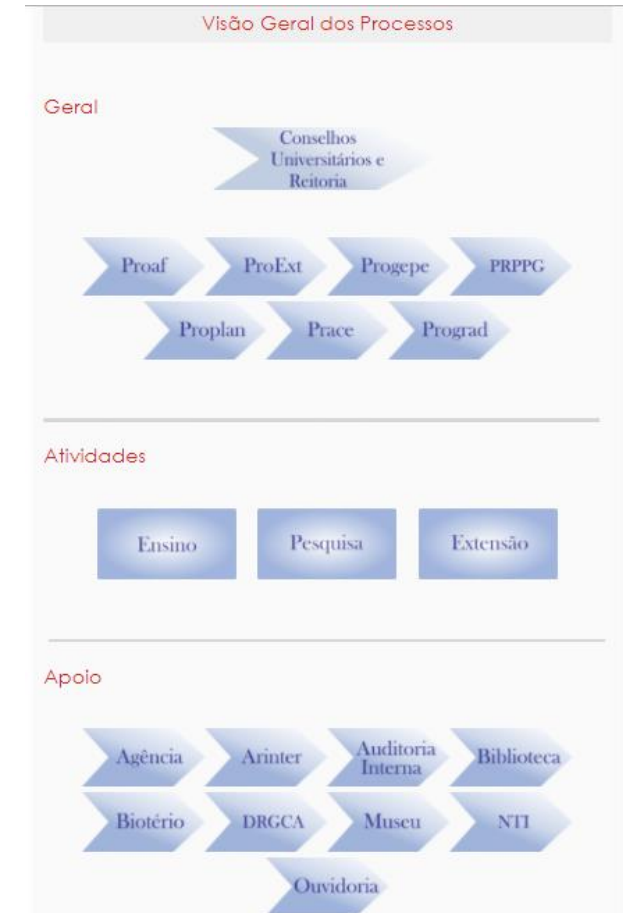 Visão Geral dos Processos
Geral
Conselhos
Universitários e
Reitoria
Proaf ProExt Progepe PRPPG
Proplan Prace Prograd
Atividades
Ensino Pesquisa Extensão
Apoio
Agência Arinter Auditoria Interna Biblioteca
Biotério DRGCA Museu NTI
Ouvidoria